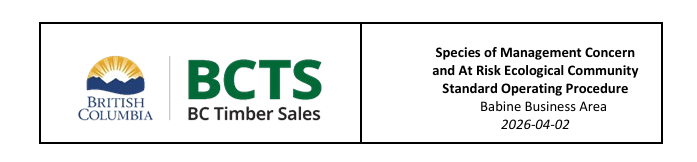 BRITISH
COLUMBIA
BCTS
BC Timber Sales
Species of Management Concern
and At Risk Ecological Community
Standard Operating Procedure
Babine Business Area
2026-04-02